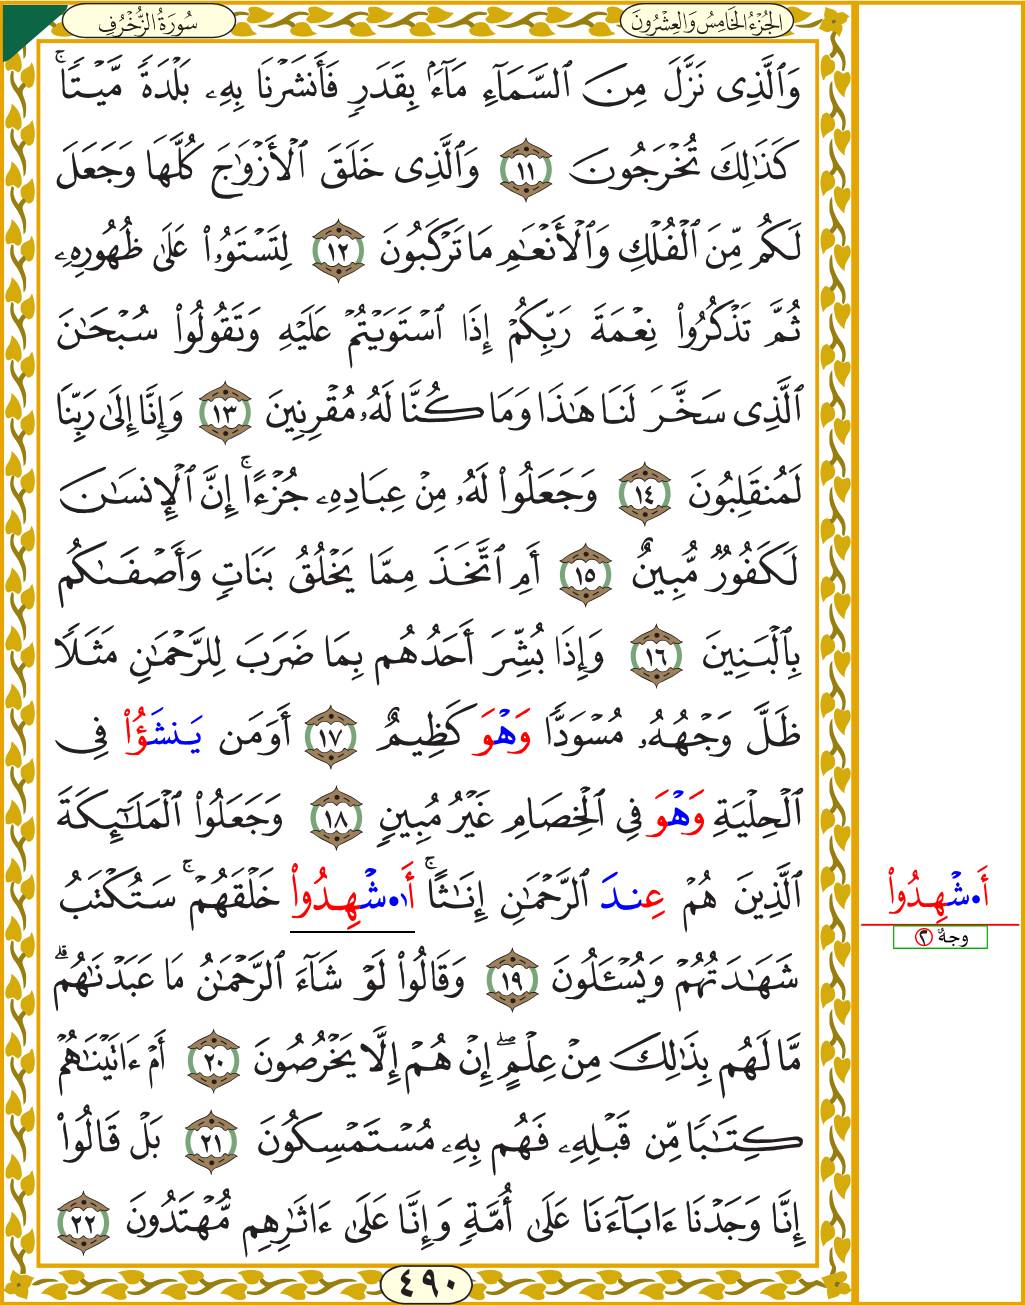 سُورَةُ الزُّخْرُفِ
الجُزْءُ الخَامِسُ وَالعِشْرُونَ
وَٱلَّذِى نَزَّلَ مِنَ ٱلسَّمَآءِ مَآءَۢ بِقَدَرٍ فَأَنشَرْنَا بِهِۦ بَلْدَةً مَّيْتًاۚ
كَذَٰلِكَ تُخْرَجُونَ ١١ وَٱلَّذِى خَلَقَ ٱلْأَزْوَٰجَ كُلَّهَا وَجَعَلَ
لَكُم مِّنَ ٱلْفُلْكِ وَٱلْأَنْعَٰمِ مَا تَرْكَبُونَ ١٢ لِتَسْتَوُۥا۟ عَلَىٰ ظُهُورِهِۦ
ثُمَّ تَذْكُرُوا۟ نِعْمَةَ رَبِّكُمْ إِذَا ٱسْتَوَيْتُمْ عَلَيْهِ وَتَقُولُوا۟ سُبْحَٰنَ
ٱلَّذِى سَخَّرَ لَنَا هَٰذَا وَمَا كُنَّا لَهُۥ مُقْرِنِينَ ١٣ وَإِنَّا إِلَىٰ رَبِّنَا
لَمُنقَلِبُونَ ١٤ وَجَعَلُوا۟ لَهُۥ مِنْ عِبَادِهِۦ جُزْءًاۚ إِنَّ ٱلْإِنسَٰنَ
لَكَفُورٌ مُّبِينٌ ١٥ أَمِ ٱتَّخَذَ مِمَّا يَخْلُقُ بَنَاتٍ وَأَصْفَىٰكُم
بِٱلْبَنِينَ ١٦ وَإِذَا بُشِّرَ أَحَدُهُم بِمَا ضَرَبَ لِلرَّحْمَٰنِ مَثَلًا
ظَلَّ وَجْهُهُۥ مُسْوَدًّا وَهْوَ كَظِيمٌ ١٧ أَوَمَن يَنشَؤُا۟ فِى
ٱلْحِلْيَةِ وَهْوَ فِى ٱلْخِصَامِ غَيْرُ مُبِينٍ ١٨ وَجَعَلُوا۟ ٱلْمَلَٰٓئِكَةَ
ٱلَّذِينَ هُمْ عِندَ ٱلرَّحْمَٰنِ إِنَٰثًاۚ أَا۬شْهِدُوا۟ خَلْقَهُمْۚ سَتُكْتَبُ
شَهَٰدَتُهُمْ وَيُسْـَٔلُونَ ١٩ وَقَالُوا۟ لَوْ شَآءَ ٱلرَّحْمَٰنُ مَا عَبَدْنَٰهُمۗ
مَّا لَهُم بِذَٰلِكَ مِنْ عِلْمٍۖ إِنْ هُمْ إِلَّا يَخْرُصُونَ ٢٠ أَمْ ءَاتَيْنَٰهُمْ
كِتَٰبًا مِّن قَبْلِهِۦ فَهُم بِهِۦ مُسْتَمْسِكُونَ ٢١ بَلْ قَالُوا۟
إِنَّا وَجَدْنَا ءَابَآءَنَا عَلَىٰ أُمَّةٍ وَإِنَّا عَلَىٰ ءَاثَٰرِهِم مُّهْتَدُونَ ٢٢
٤٩٠
أَ۬شْهِدُوا۟
وجهٌ ٢